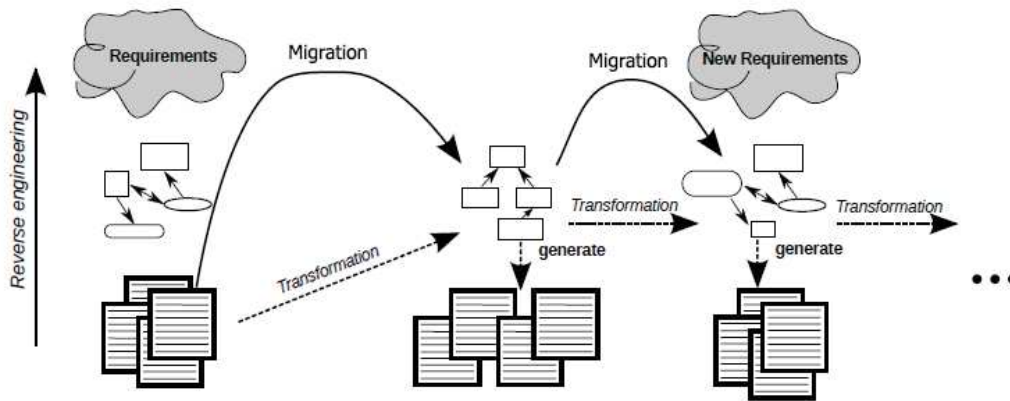 Requirements
Migration
Migration
New Requirements
Reverse engineering
Transformation
Transformation
Transformation
generate
generate
...